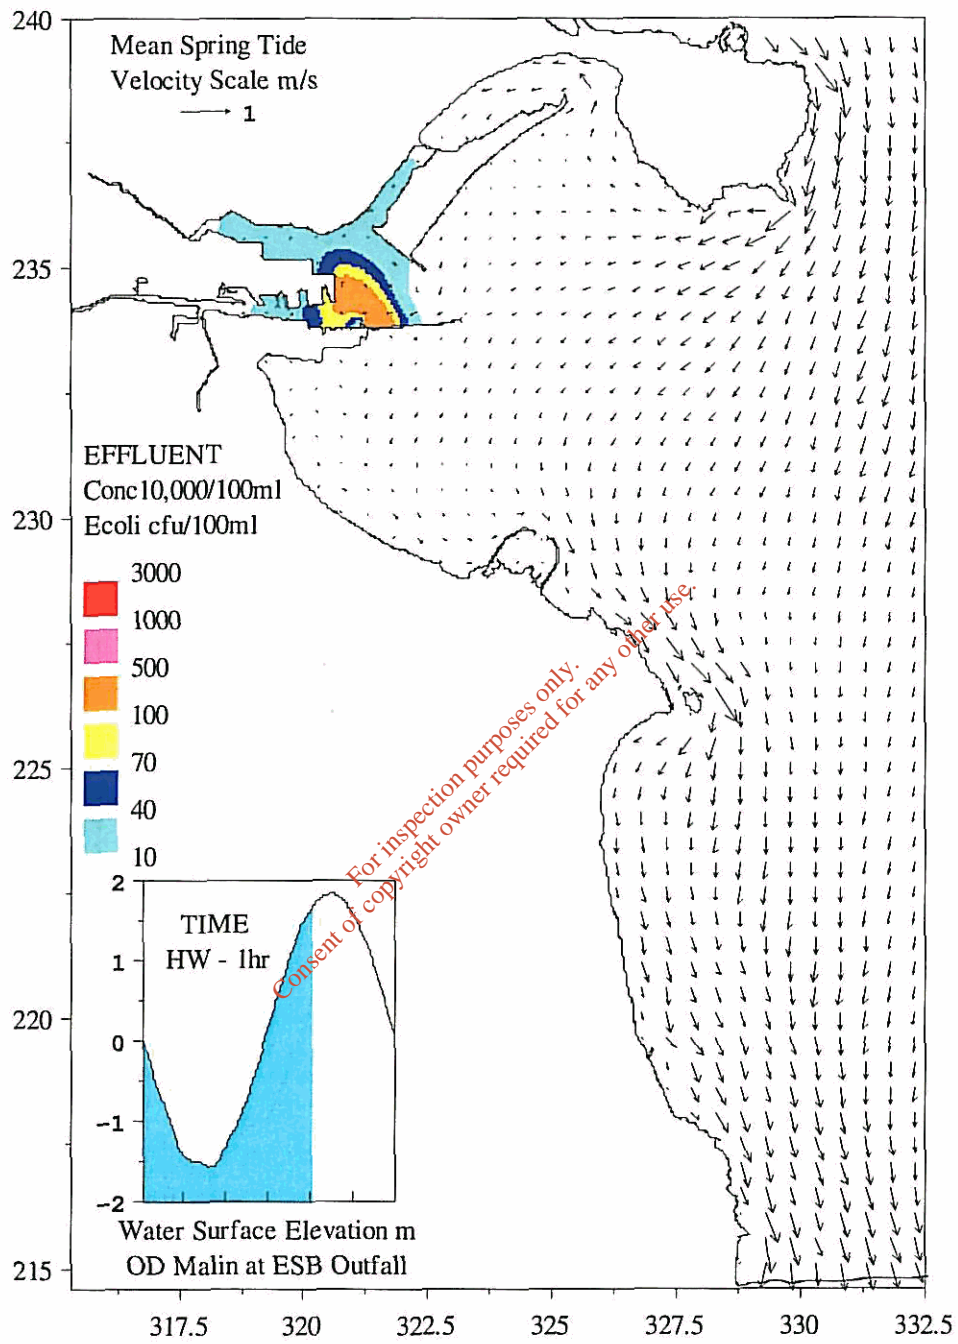 240
Mean Spring Tide
Velocity Scale m/s
1
235
EFFLUENT
Conc10,000/100ml
230
Ecoli cfu/100ml
3000
1000
500
100
70
40
10
225
For inspection purposes only.
Consent of copyright owner required for any other use.
2
TIME
HW - 1hr
1
0
-1
-2
220
Water Surface Elevation m
OD Malin at ESB Outfall
215
317.5
320
322.5
325
327.5
330
332.5